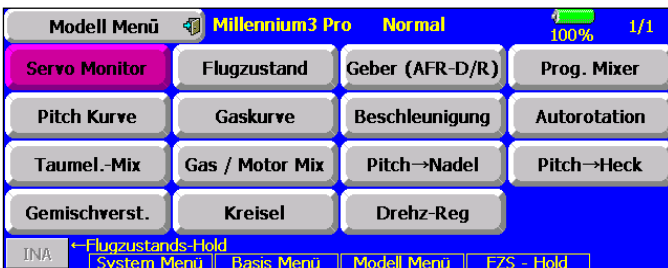 Modell Menü Millennium3 Pro Normal 100% 1/1
Servo Monitor Flugzustand Geber (AFR-D/R) Prog. Mixer
Pitch Kurve Gaskurve Beschleunigung Autorotation
Taumel.-Mix Gas / Motor Mix Pitch→Nadel Pitch→Heck
Gemischverst. Kreisel Drehz-Reg
INA ←Flugzustands-Hold
System Menü Basis Menü Modell Menü FZS - Hold